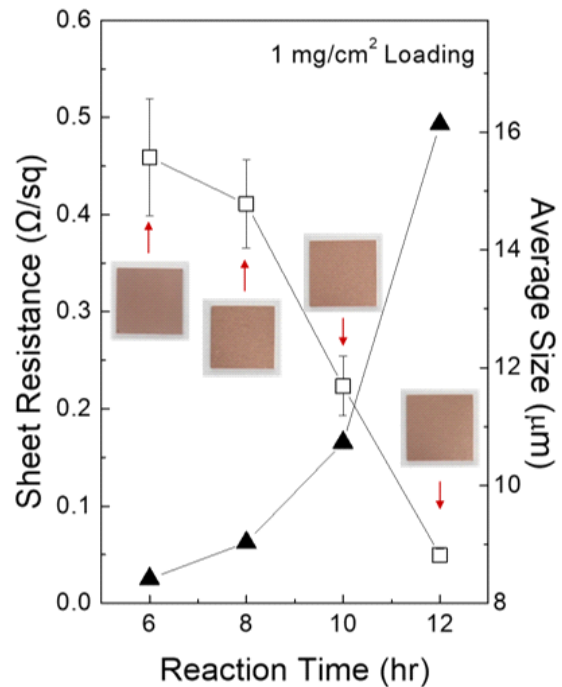 1 mg/cm² Loading
Sheet Resistance (Ω/sq)
0.6
0.5
0.4
0.3
0.2
0.1
0.0
16
14
12
10
8
Average Size (μm)
6 8 10 12
Reaction Time (hr)